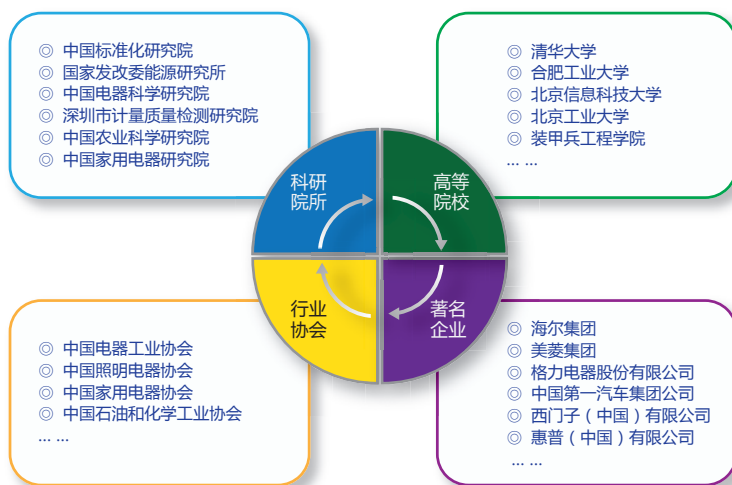 ◎ 中国标准化研究院
◎ 国家发改委能源研究所
◎ 中国电器科学研究院
◎ 深圳市计量质量检测研究院
◎ 中国农业科学研究院
◎ 中国家用电器研究院
◎ 清华大学
◎ 合肥工业大学
◎ 北京信息科技大学
◎ 北京工业大学
◎ 装甲兵工程学院
... ...
科研
院所
高等
院校
行业
协会
著名
企业
◎ 中国电器工业协会
◎ 中国照明电器协会
◎ 中国家用电器协会
◎ 中国石油和化学工业协会
... ...
◎ 海尔集团
◎ 美菱集团
◎ 格力电器股份有限公司
◎ 中国第一汽车集团公司
◎ 西门子（中国）有限公司
◎ 惠普（中国）有限公司
... ...